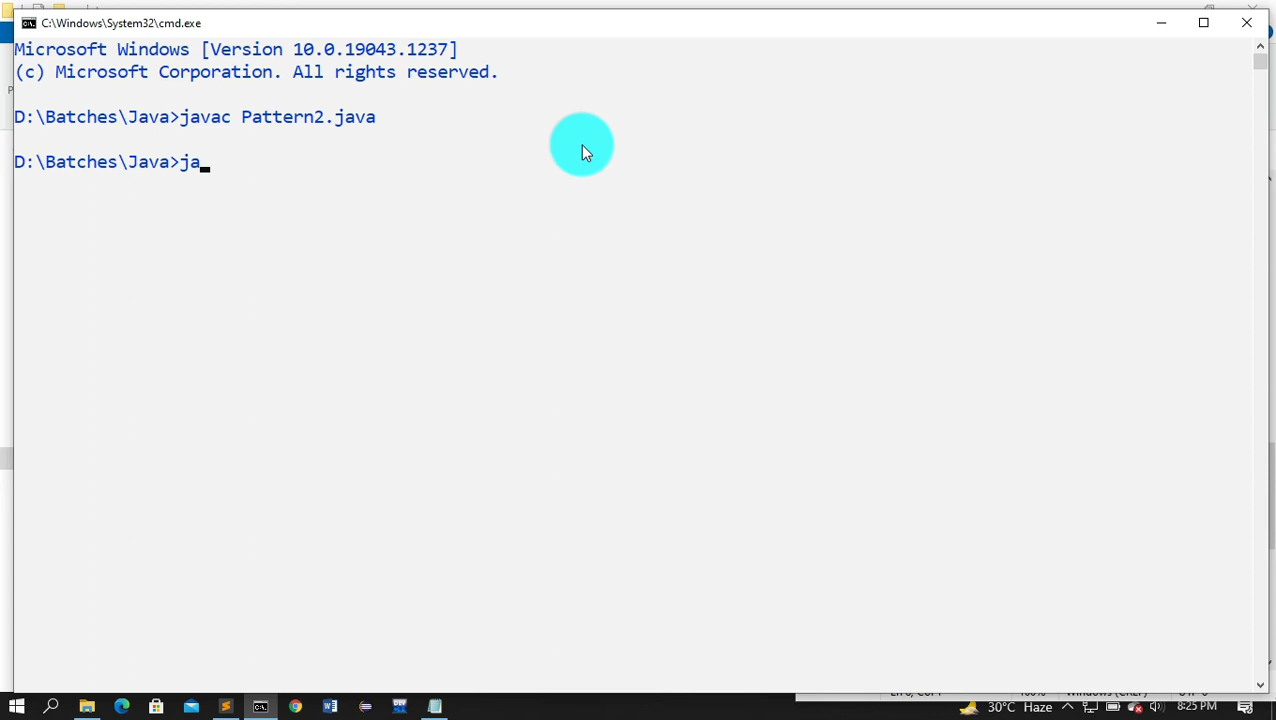 C:\Windows\System32\cmd.exe
Microsoft Windows [Version 10.0.19043.1237]
(c) Microsoft Corporation. All rights reserved.
D:\Batches\Java>javac Pattern2.java
D:\Batches\Java>ja
30°C Haze
8:25 PM